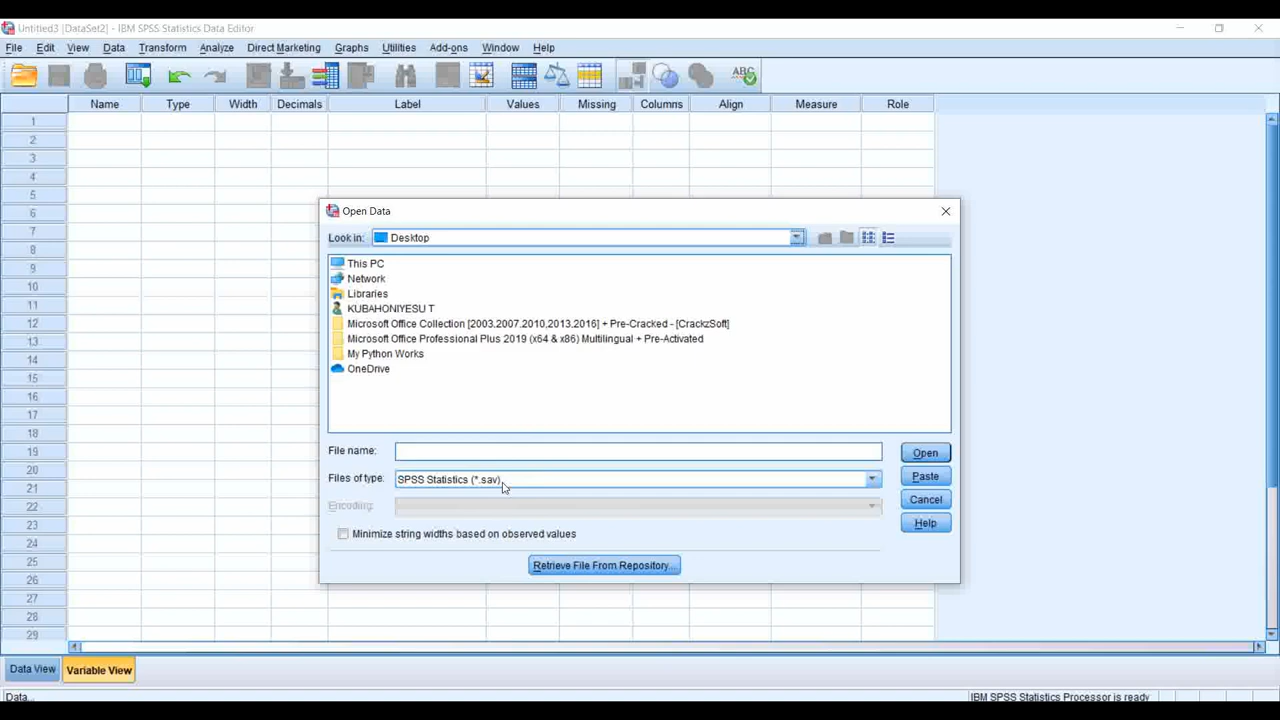 Untitled3 [DataSet2] - IBM SPSS Statistics Data Editor
File Edit View Data Transform Analyze Direct Marketing Graphs Utilities Add-ons Window Help
ABC
Name Type Width Decimals Label Values Missing Columns Align Measure Role
1
2
3
4
5
6
7
8
9
10
11
12
13
14
15
16
17
18
19
20
21
22
23
24
25
26
27
28
29
Open Data
Look in: Desktop
This PC
Network
Libraries
KUBAHONIYESU T
Microsoft Office Collection [2003.2007.2010,2013.2016] + Pre-Cracked - [CrackzSoft]
Microsoft Office Professional Plus 2019 (x64 & x86) Multilingual + Pre-Activated
My Python Works
OneDrive
File name: Open
Files of type: SPSS Statistics (*.sav) Paste
Encoding: Cancel
Help
Minimize string widths based on observed values
Retrieve File From Repository...
Data View Variable View
Data... IBM SPSS Statistics Processor is ready